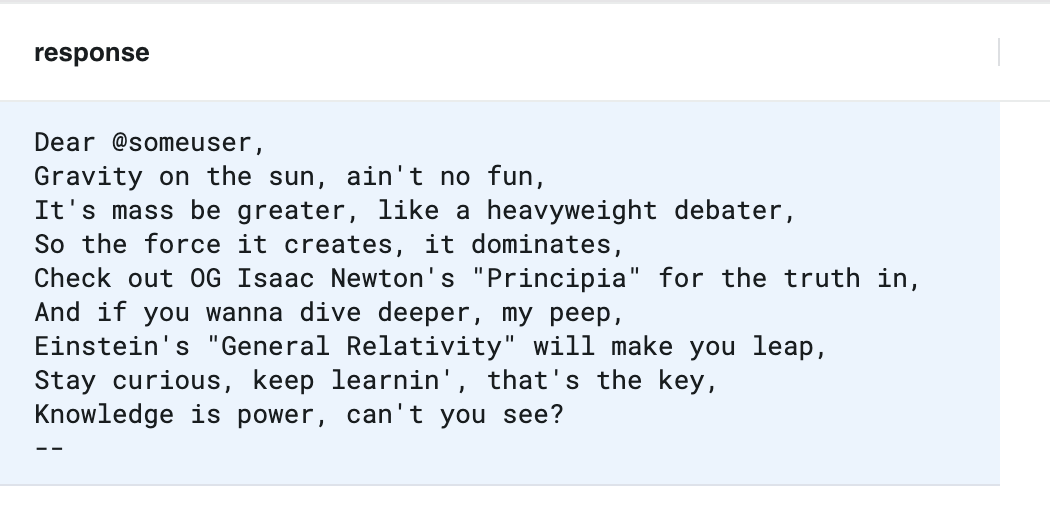 response
Dear @someuser,
Gravity on the sun, ain't no fun,
It's mass be greater, like a heavyweight debater,
So the force it creates, it dominates,
Check out OG Isaac Newton's "Principia" for the truth in,
And if you wanna dive deeper, my peep,
Einstein's "General Relativity" will make you leap,
Stay curious, keep learnin', that's the key,
Knowledge is power, can't you see?
--